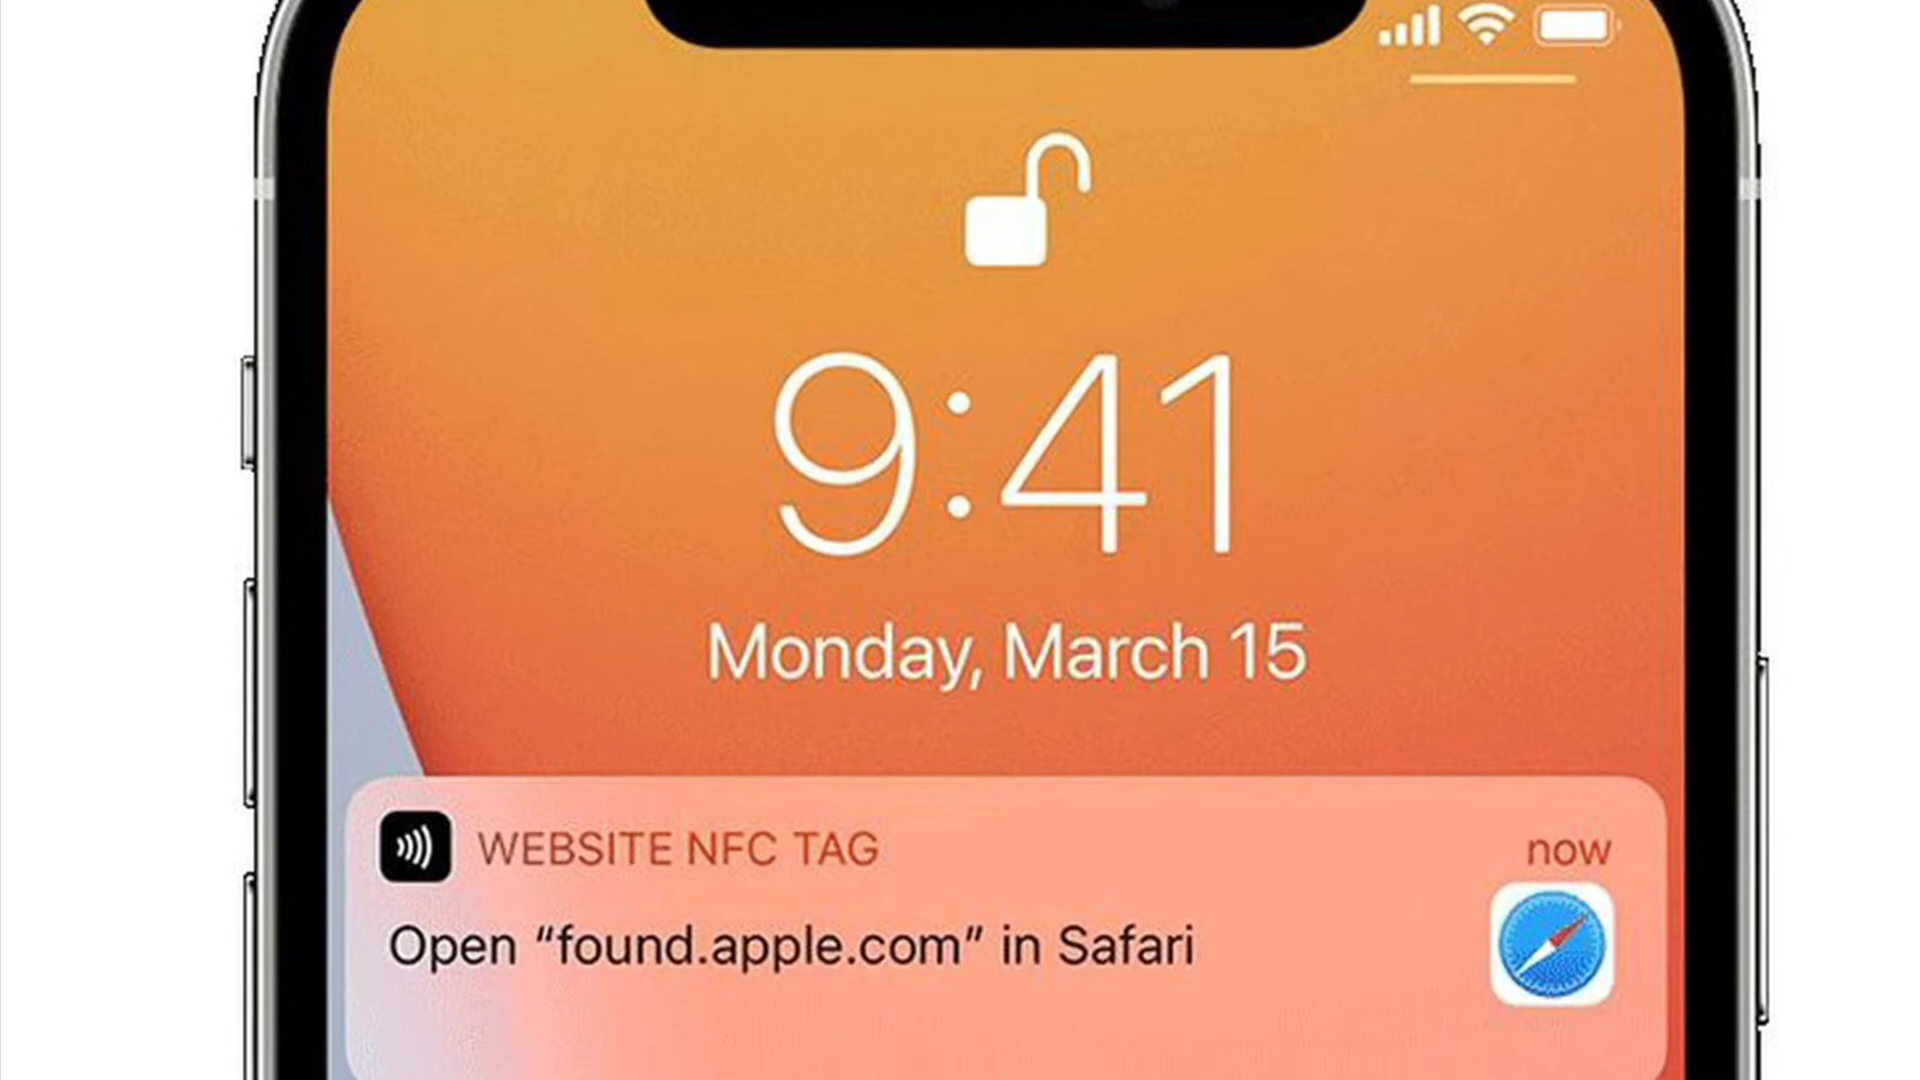 9:41
Monday, March 15
WEBSITE NFC TAG now
Open “found.apple.com” in Safari